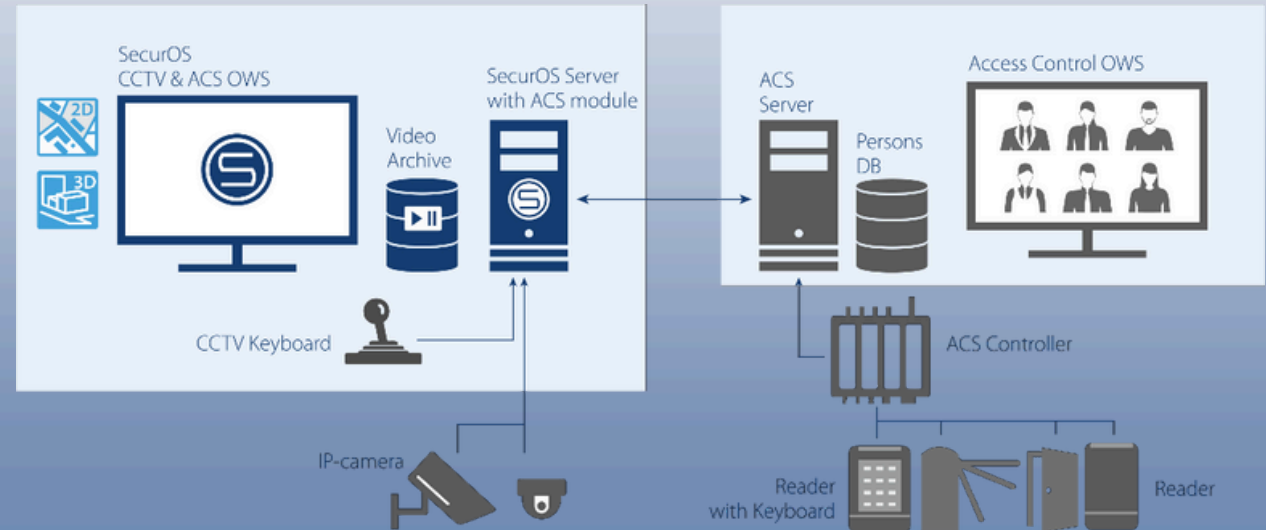 SecurOS
CCTV & ACS OWS
2D
3D
Video
Archive
SecurOS Server
with ACS module
CCTV Keyboard
IP-camera
ACS
Server
Persons
DB
Access Control OWS
ACS Controller
Reader
with Keyboard
Reader